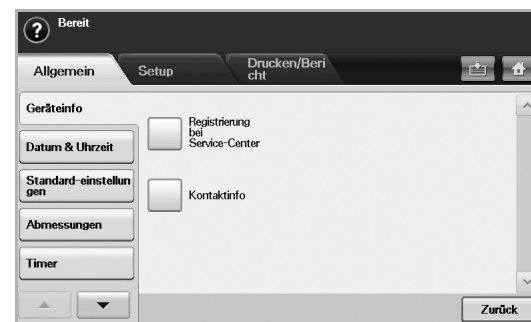 Bereit
Allgemein
Setup
Drucken/Beri
cht
Geräteinfo
Datum & Uhrzeit
Standard-einstellun
gen
Abmessungen
Timer
Registrierung
bei
Service-Center
Kontaktinfo
Zurück